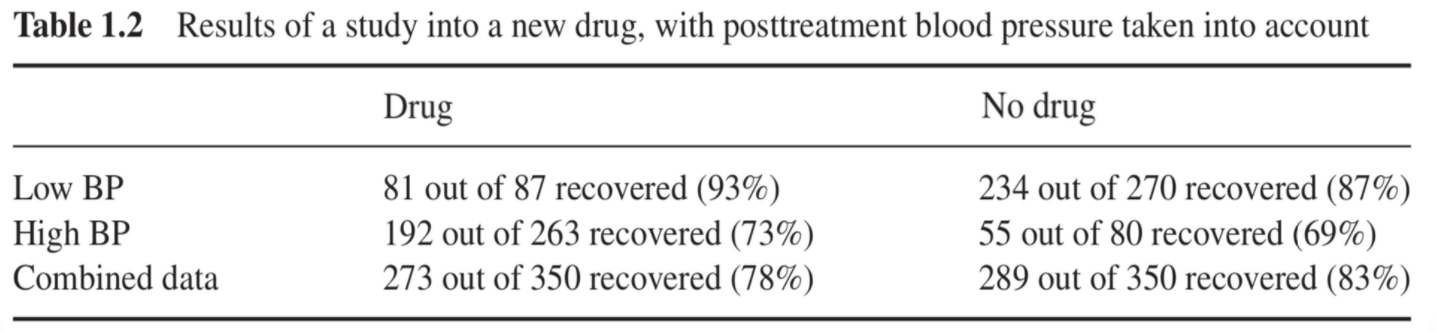 Table 1.2 Results of a study into a new drug, with posttreatment blood pressure taken into account
Drug No drug
Low BP 81 out of 87 recovered (93%) 234 out of 270 recovered (87%)
High BP 192 out of 263 recovered (73%) 55 out of 80 recovered (69%)
Combined data 273 out of 350 recovered (78%) 289 out of 350 recovered (83%)